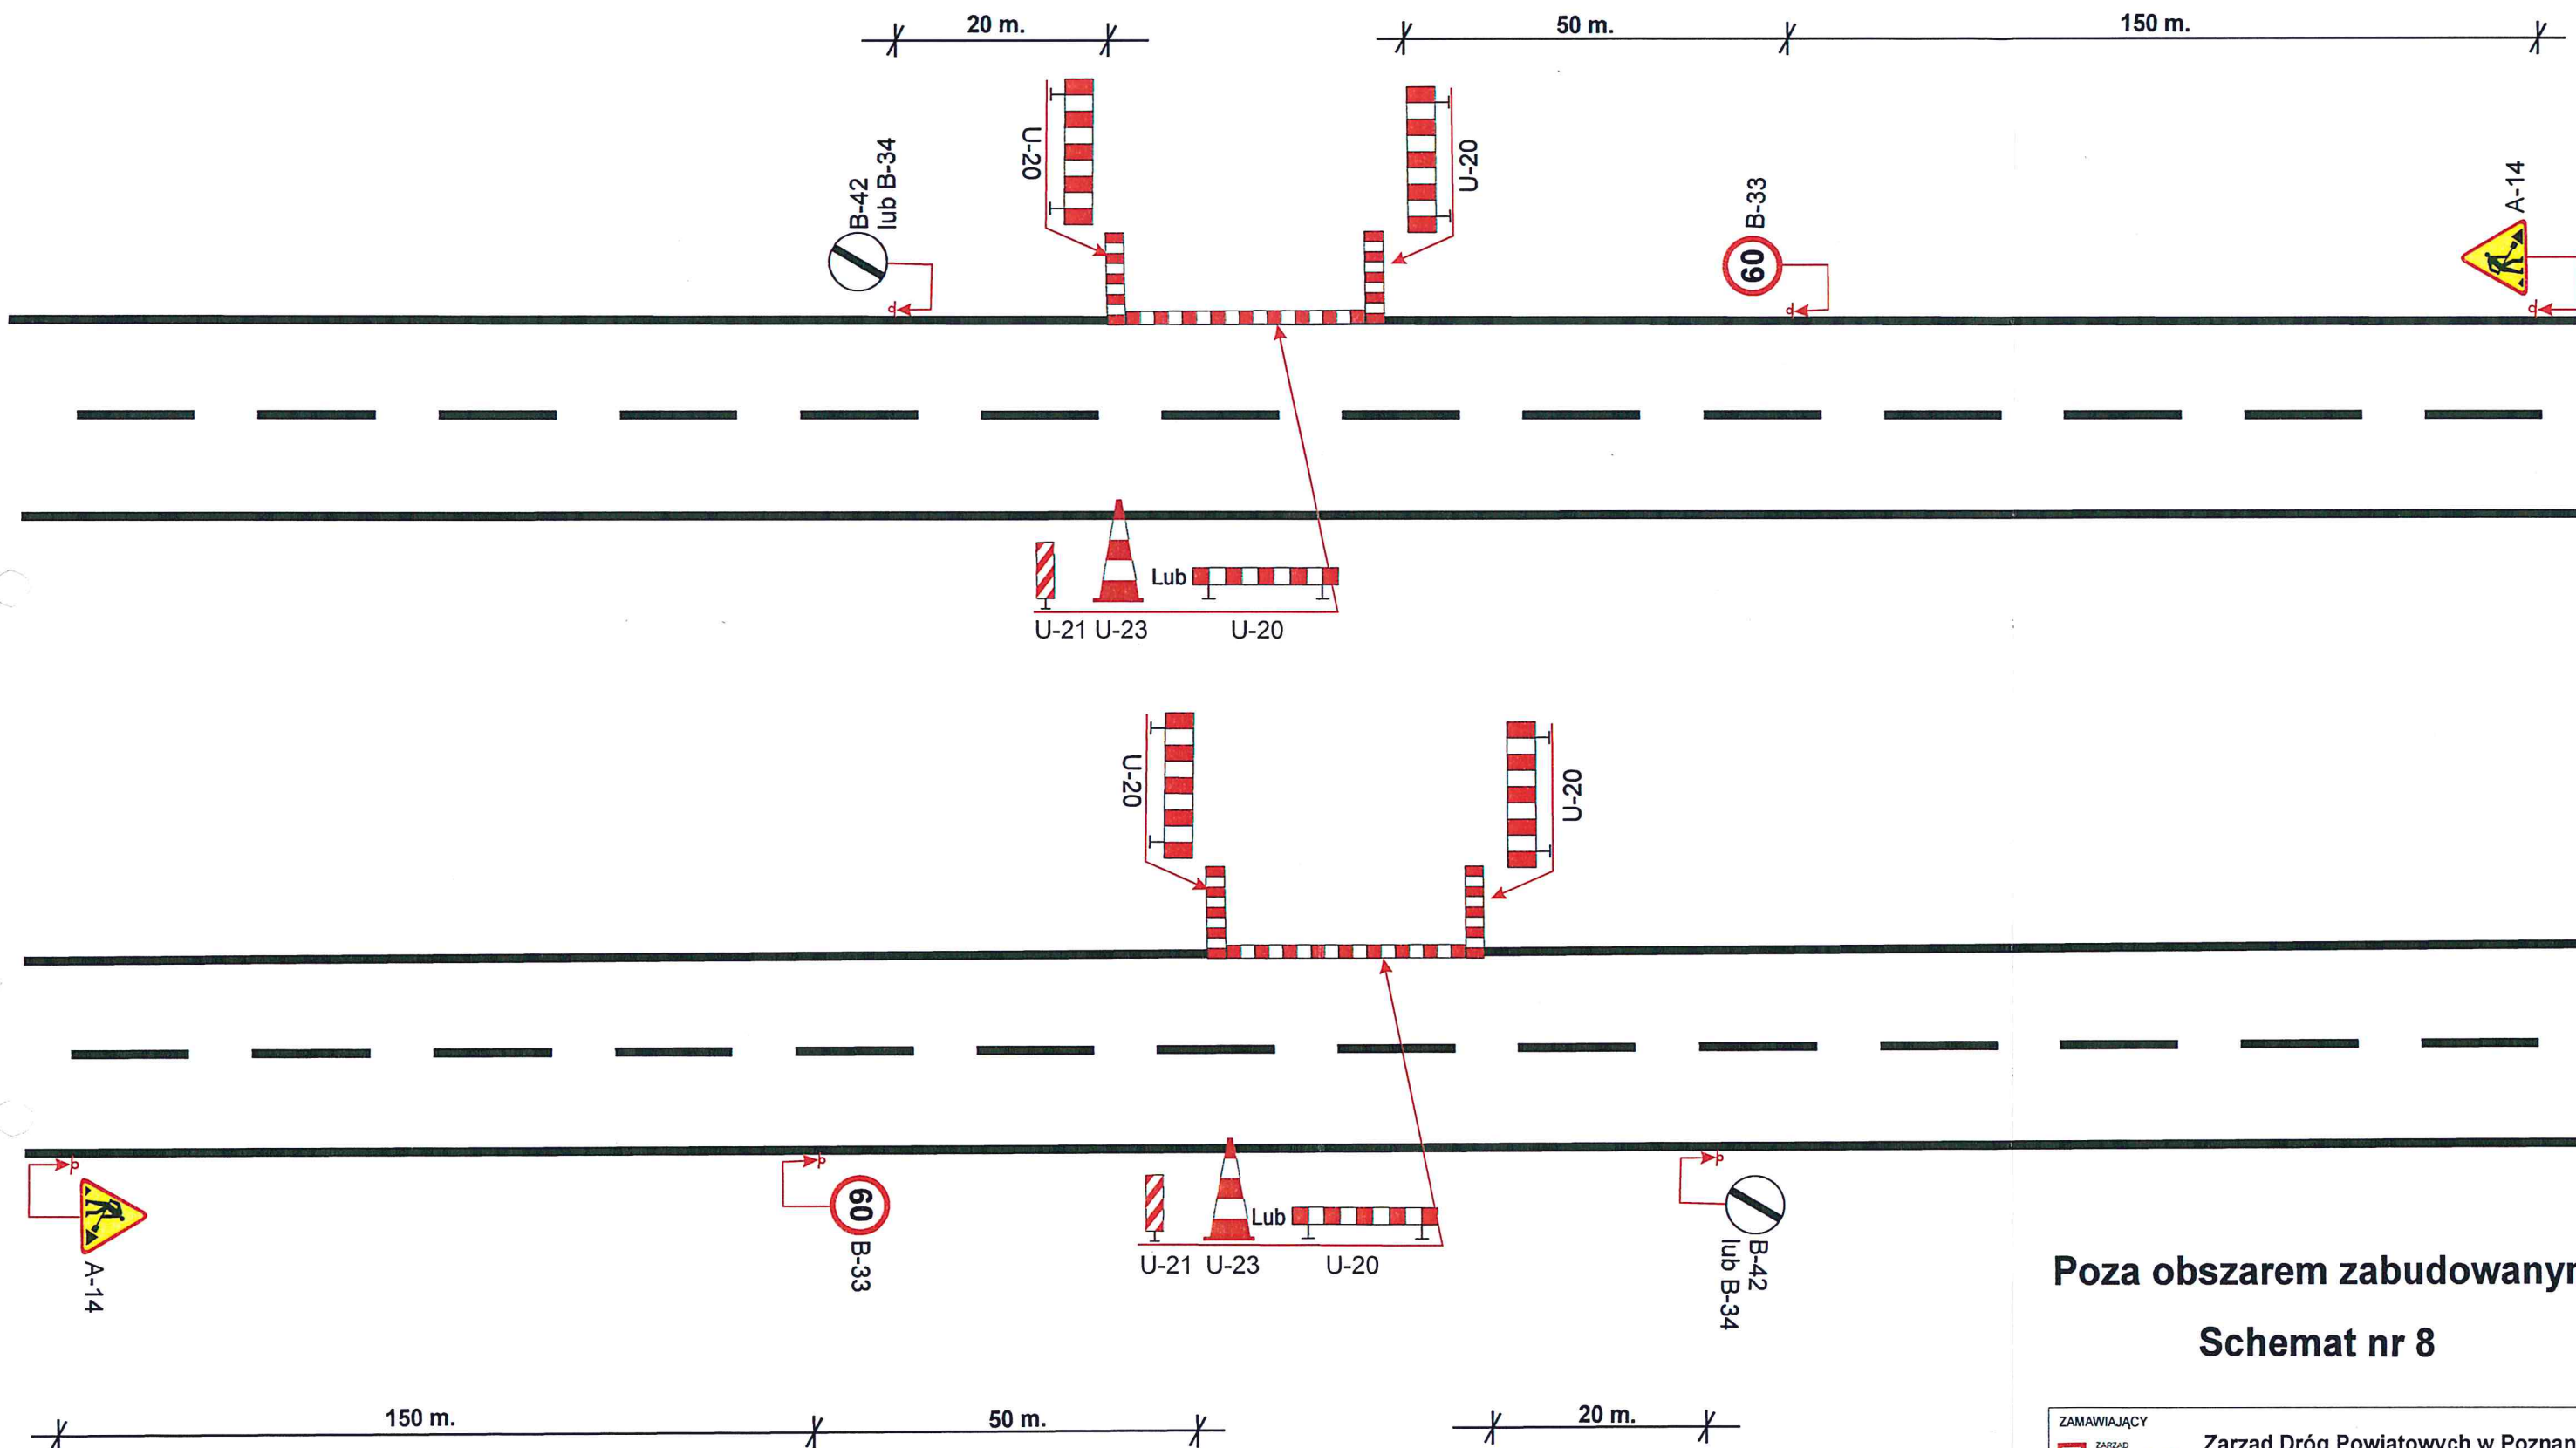 20 m.
50 m.
150 m.
U-20
U-20
B-42
lub B-34
B-33
60
A-14
Lub
U-21 U-23 U-20
U-20
U-20
60
Lub
A-14
B-33
U-21 U-23 U-20
B-42
lub B-34
Poza obszarem zabudowanym
Schemat nr 8
150 m.
50 m.
20 m.
ZAMAWIAJĄCY
ZARZĄD
Zarząd Dróg Powiatowych w Poznan